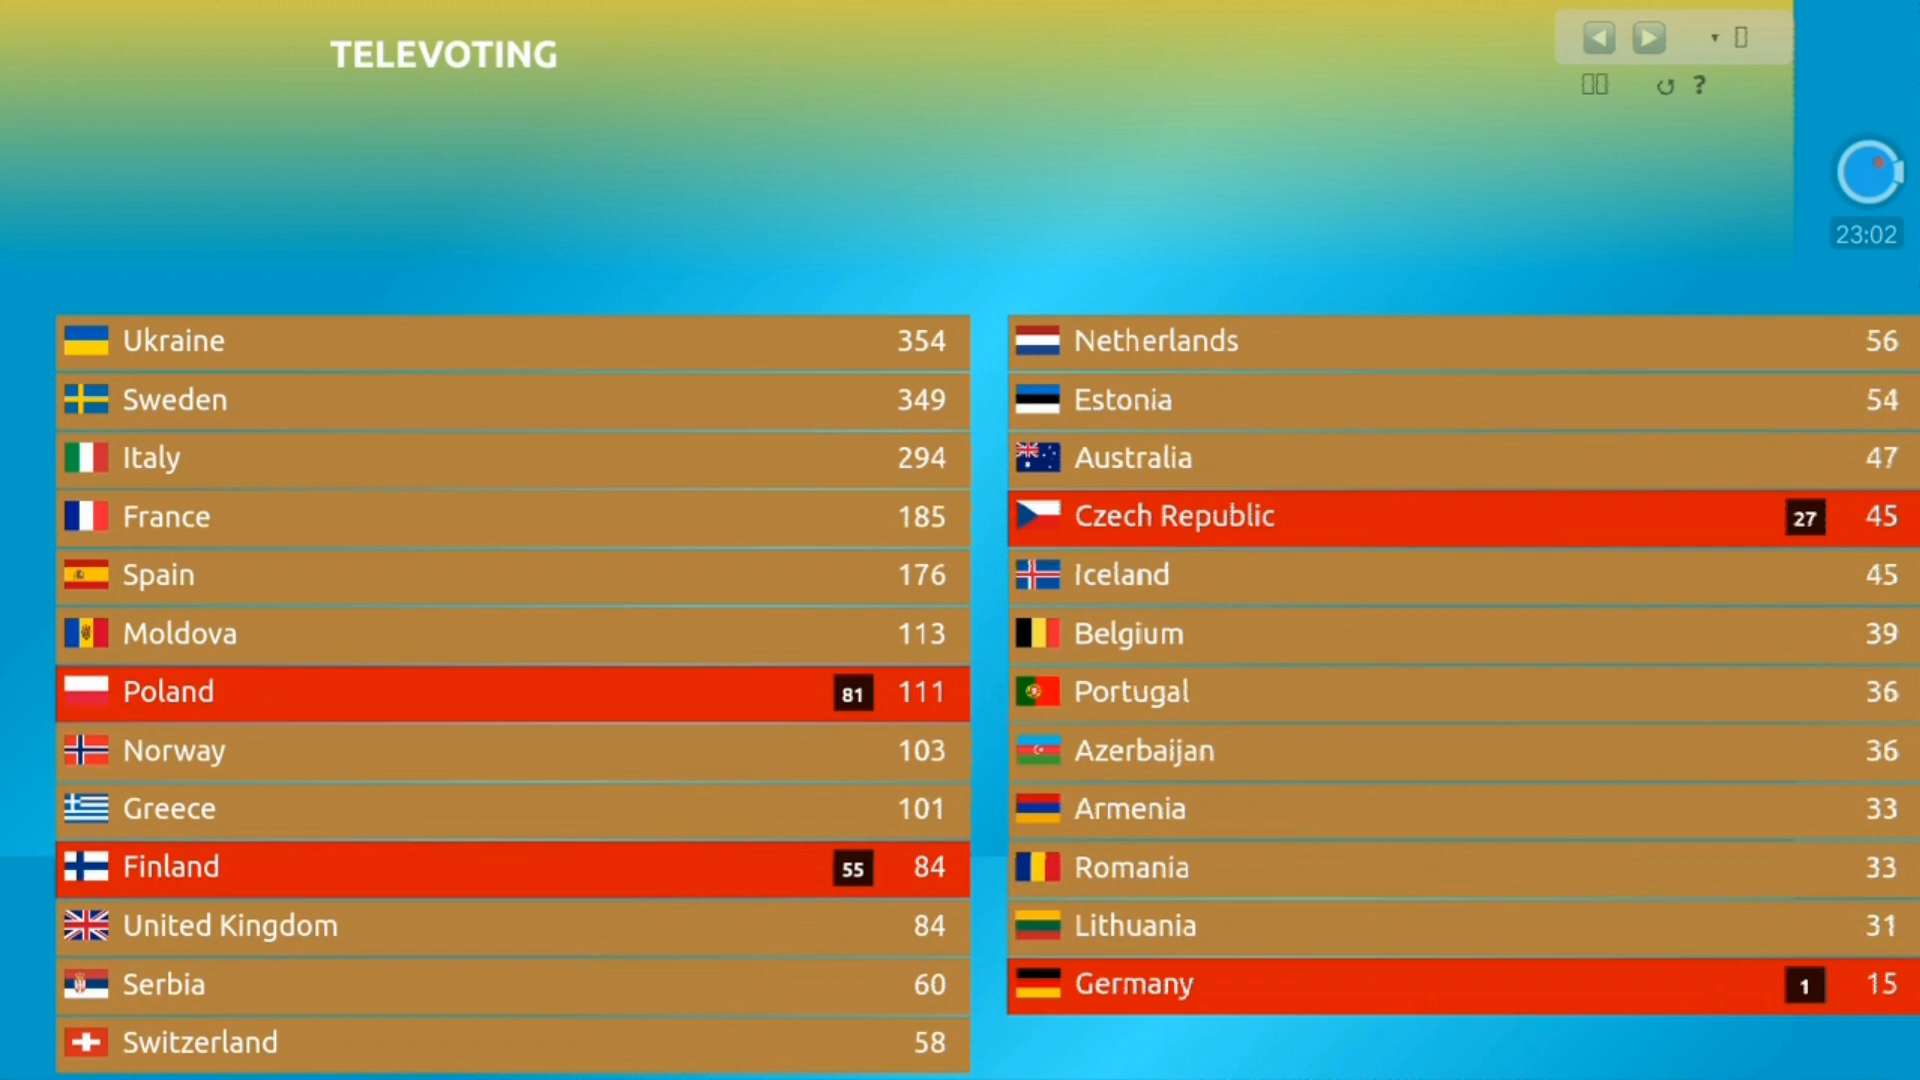 TELEVOTING
?
23:02
Ukraine 354
Sweden 349
Italy 294
France 185
Spain 176
Moldova 113
Poland 81 111
Norway 103
Greece 101
Finland 55 84
United Kingdom 84
Serbia 60
Switzerland 58
Netherlands 56
Estonia 54
Australia 47
Czech Republic 27 45
Iceland 45
Belgium 39
Portugal 36
Azerbaijan 36
Armenia 33
Romania 33
Lithuania 31
Germany 1 15